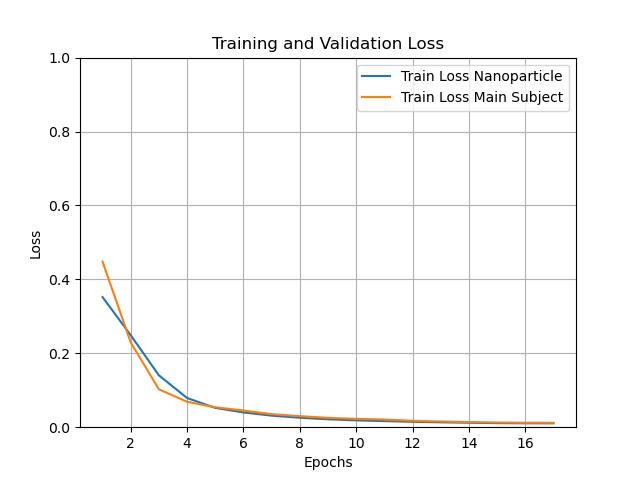 Training and Validation Loss
Train Loss Nanoparticle
Train Loss Main Subject
Loss
1.0
0.8
0.6
0.4
0.2
0.0
2 4 6 8 10 12 14 16
Epochs